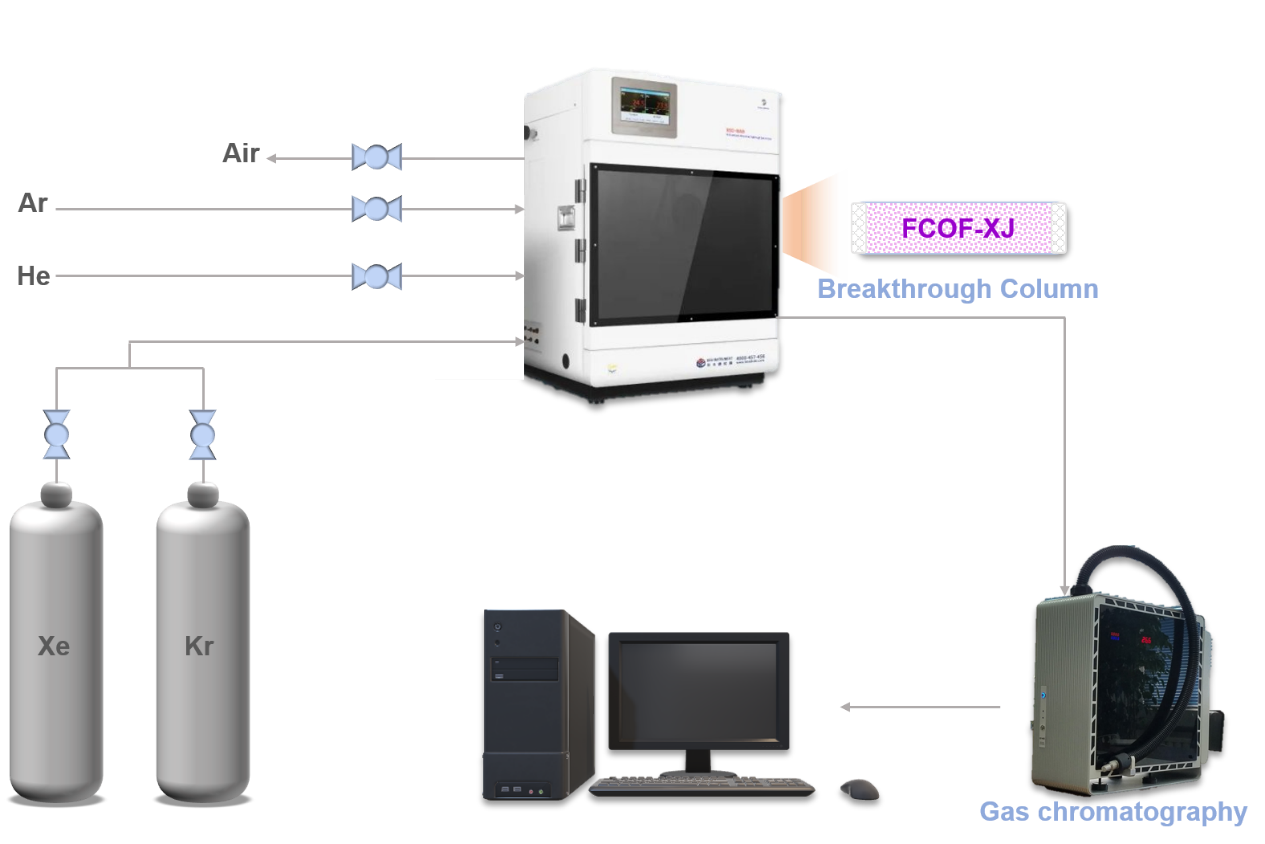 Air
Ar
He
FCOF-XJ
Breakthrough Column
Xe
Kr
Gas chromatography